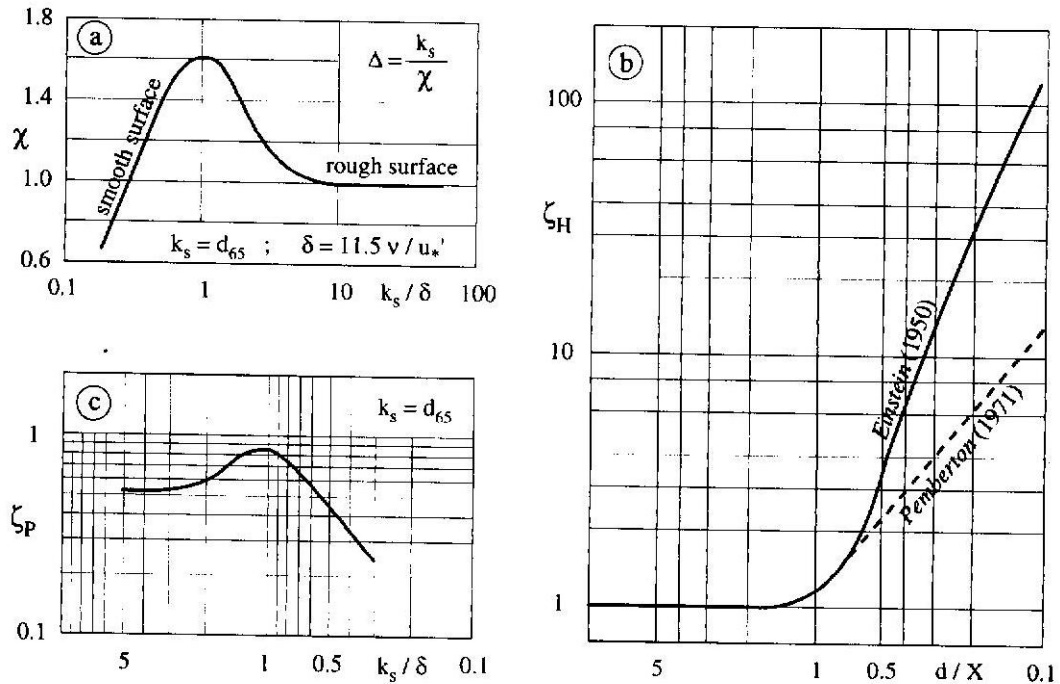 a
1.8
1.4
χ
1.0
0.6
Δ = k_s / χ
smooth surface
rough surface
k_s = d_65 ; δ = 11.5 ν / u_*'
0.1 1 10 k_s / δ 100
b
100
ζ_H
10
1
Einstein (1950)
Pemberton (1971)
5 1 0.5 d / X 0.1
c
k_s = d_65
1
ζ_P
0.1
5 1 0.5 k_s / δ 0.1